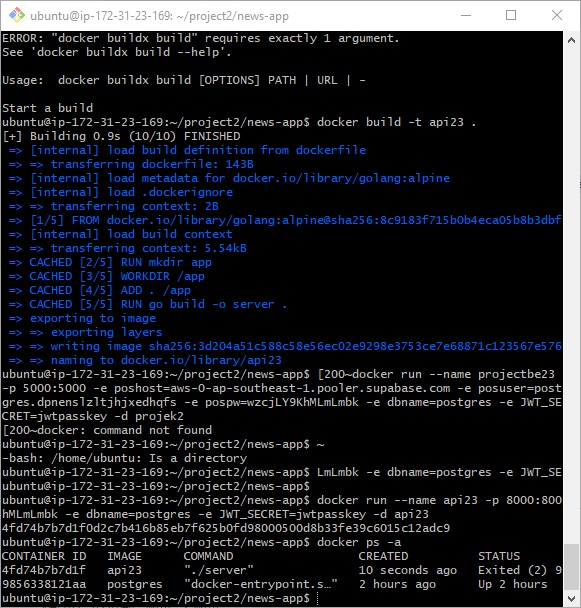 ubuntu@ip-172-31-23-169: ~/project2/news-app
ERROR: "docker buildx build" requires exactly 1 argument.
See 'docker buildx build --help'.
Usage:  docker buildx build [OPTIONS] PATH | URL | -
Start a build
ubuntu@ip-172-31-23-169:~/project2/news-app$ docker build -t api23 .
[+] Building 0.9s (10/10) FINISHED
=> [internal] load build definition from dockerfile
=> => transferring dockerfile: 143B
=> [internal] load metadata for docker.io/library/golang:alpine
=> [internal] load .dockerignore
=> => transferring context: 2B
=> [1/5] FROM docker.io/library/golang:alpine@sha256:8c9183f715b0b4eca05b8b3dbf
=> [internal] load build context
=> => transferring context: 5.54kB
=> CACHED [2/5] RUN mkdir app
=> CACHED [3/5] WORKDIR /app
=> CACHED [4/5] ADD . /app
=> CACHED [5/5] RUN go build -o server .
=> exporting to image
=> => exporting layers
=> => writing image sha256:3d204a51c588c58e56ec02e9298e3753ce7e68871c123567e576
=> => naming to docker.io/library/api23
ubuntu@ip-172-31-23-169:~/project2/news-app$ [200~docker run --name projectbe23
-p 5000:5000 -e poshost=aws-0-ap-southeast-1.pooler.supabase.com -e posuser=post
gres.dpnenslzltjhjxedhqfs -e pospw=wzcjLY9KhMLmLmbk -e dbname=postgres -e JWT_SE
CRET=jwtpasskey -d projek2
[200~docker: command not found
ubuntu@ip-172-31-23-169:~/project2/news-app$ ~
-bash: /home/ubuntu: Is a directory
ubuntu@ip-172-31-23-169:~/project2/news-app$ LmLmbk -e dbname=postgres -e JWT_SE
ubuntu@ip-172-31-23-169:~/project2/news-app$
ubuntu@ip-172-31-23-169:~/project2/news-app$ docker run --name api23 -p 8000:800
hMLmLmbk -e dbname=postgres -e JWT_SECRET=jwtpasskey -d api23
4fd74b7b7d1f0d2c7b416b85eb7f625b0fd98000500d8b33fe39c6015c12adc9
ubuntu@ip-172-31-23-169:~/project2/news-app$ docker ps -a
CONTAINER ID   IMAGE      COMMAND                  CREATED          STATUS
4fd74b7b7d1f   api23      "./server"               10 seconds ago   Exited (2) 9
9856338121aa   postgres   "docker-entrypoint.s…"   2 hours ago      Up 2 hours
ubuntu@ip-172-31-23-169:~/project2/news-app$